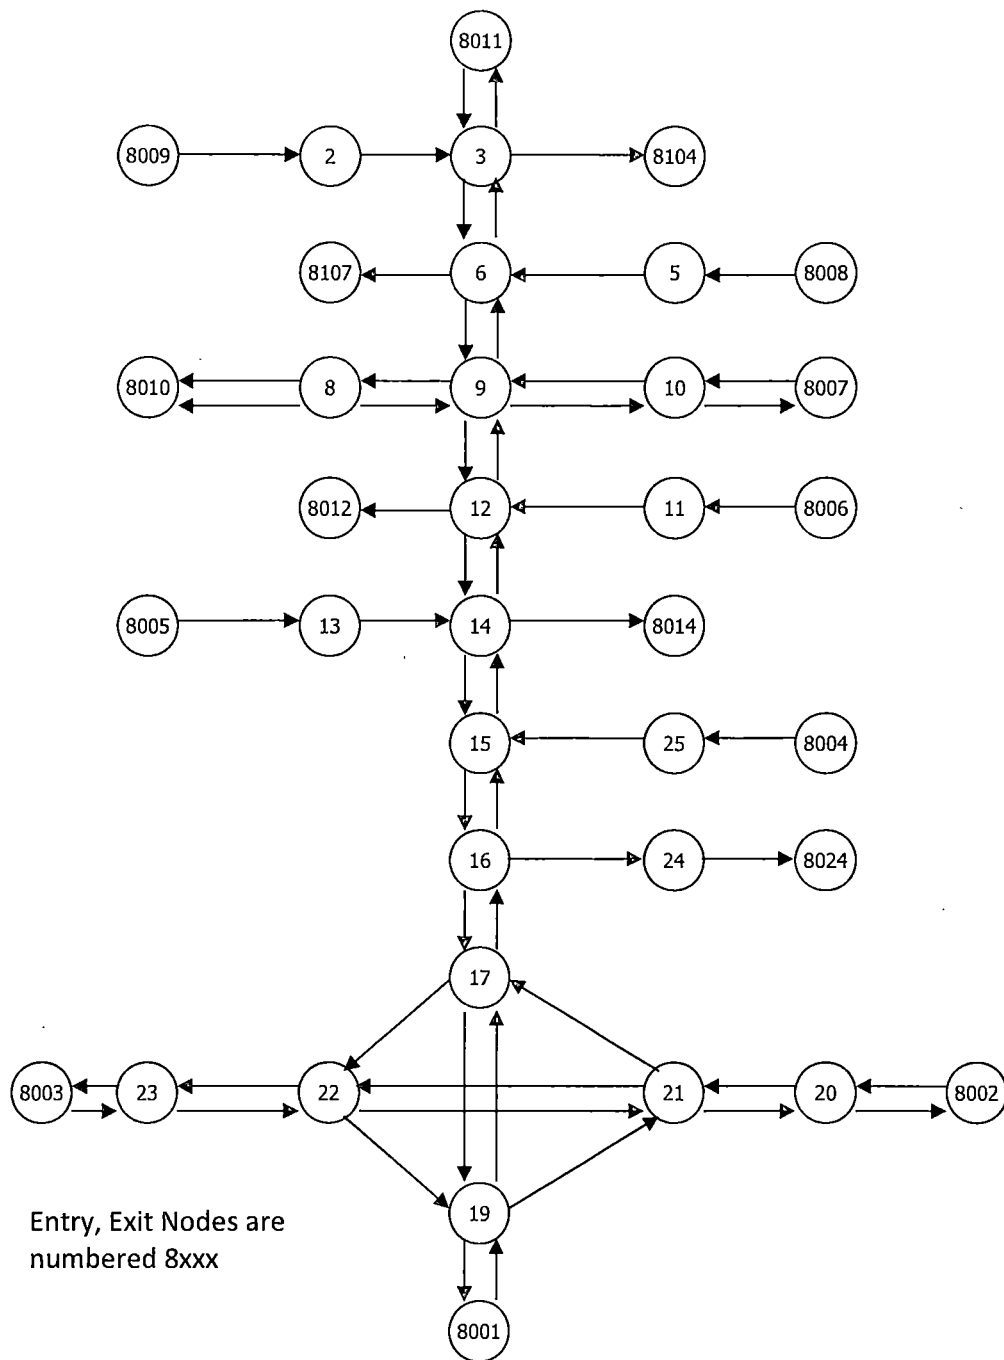 8011
8009 2 3 8104
8107 6 5 8008
8010 8 9 10 8007
8012 12 11 8006
8005 13 14 8014
15 25 8004
16 24 8024
17
8003 23 22 21 20 8002
19
Entry, Exit Nodes are
numbered 8xxx
8001